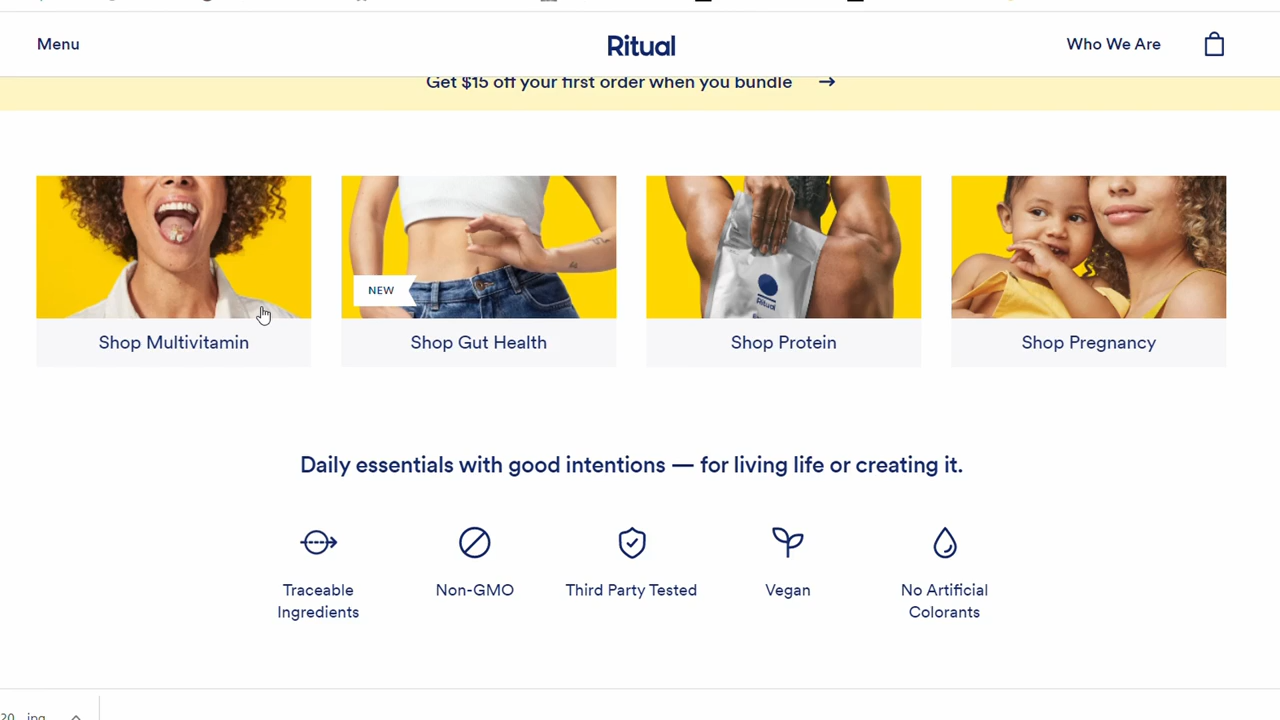 Menu
Ritual
Who We Are
Get $15 off your first order when you bundle →
NEW
Ritual
Shop Multivitamin
Shop Gut Health
Shop Protein
Shop Pregnancy
Daily essentials with good intentions — for living life or creating it.
Traceable
Ingredients
Non-GMO
Third Party Tested
Vegan
No Artificial
Colorants